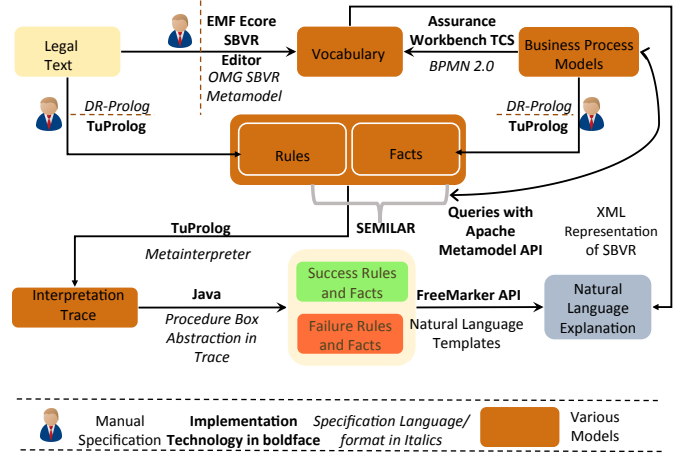 Legal
Text
EMF Ecore
SBVR
Editor
OMG SBVR
Metamodel
Vocabulary
Assurance
Workbench TCS
BPMN 2.0
Business Process
Models
DR-Prolog
TuProlog
DR-Prolog
TuProlog
Rules
Facts
SEMILAR
Queries with
Apache
Metamodel API
XML
Representation
of SBVR
TuProlog
Metainterpreter
Interpretation
Trace
Java
Procedure Box
Abstraction in
Trace
Success Rules
and Facts
Failure Rules
and Facts
FreeMarker API
Natural Language
Templates
Natural
Language
Explanation
Manual
Specification
Implementation
Technology in boldface
Specification Language/
format in Italics
Various
Models